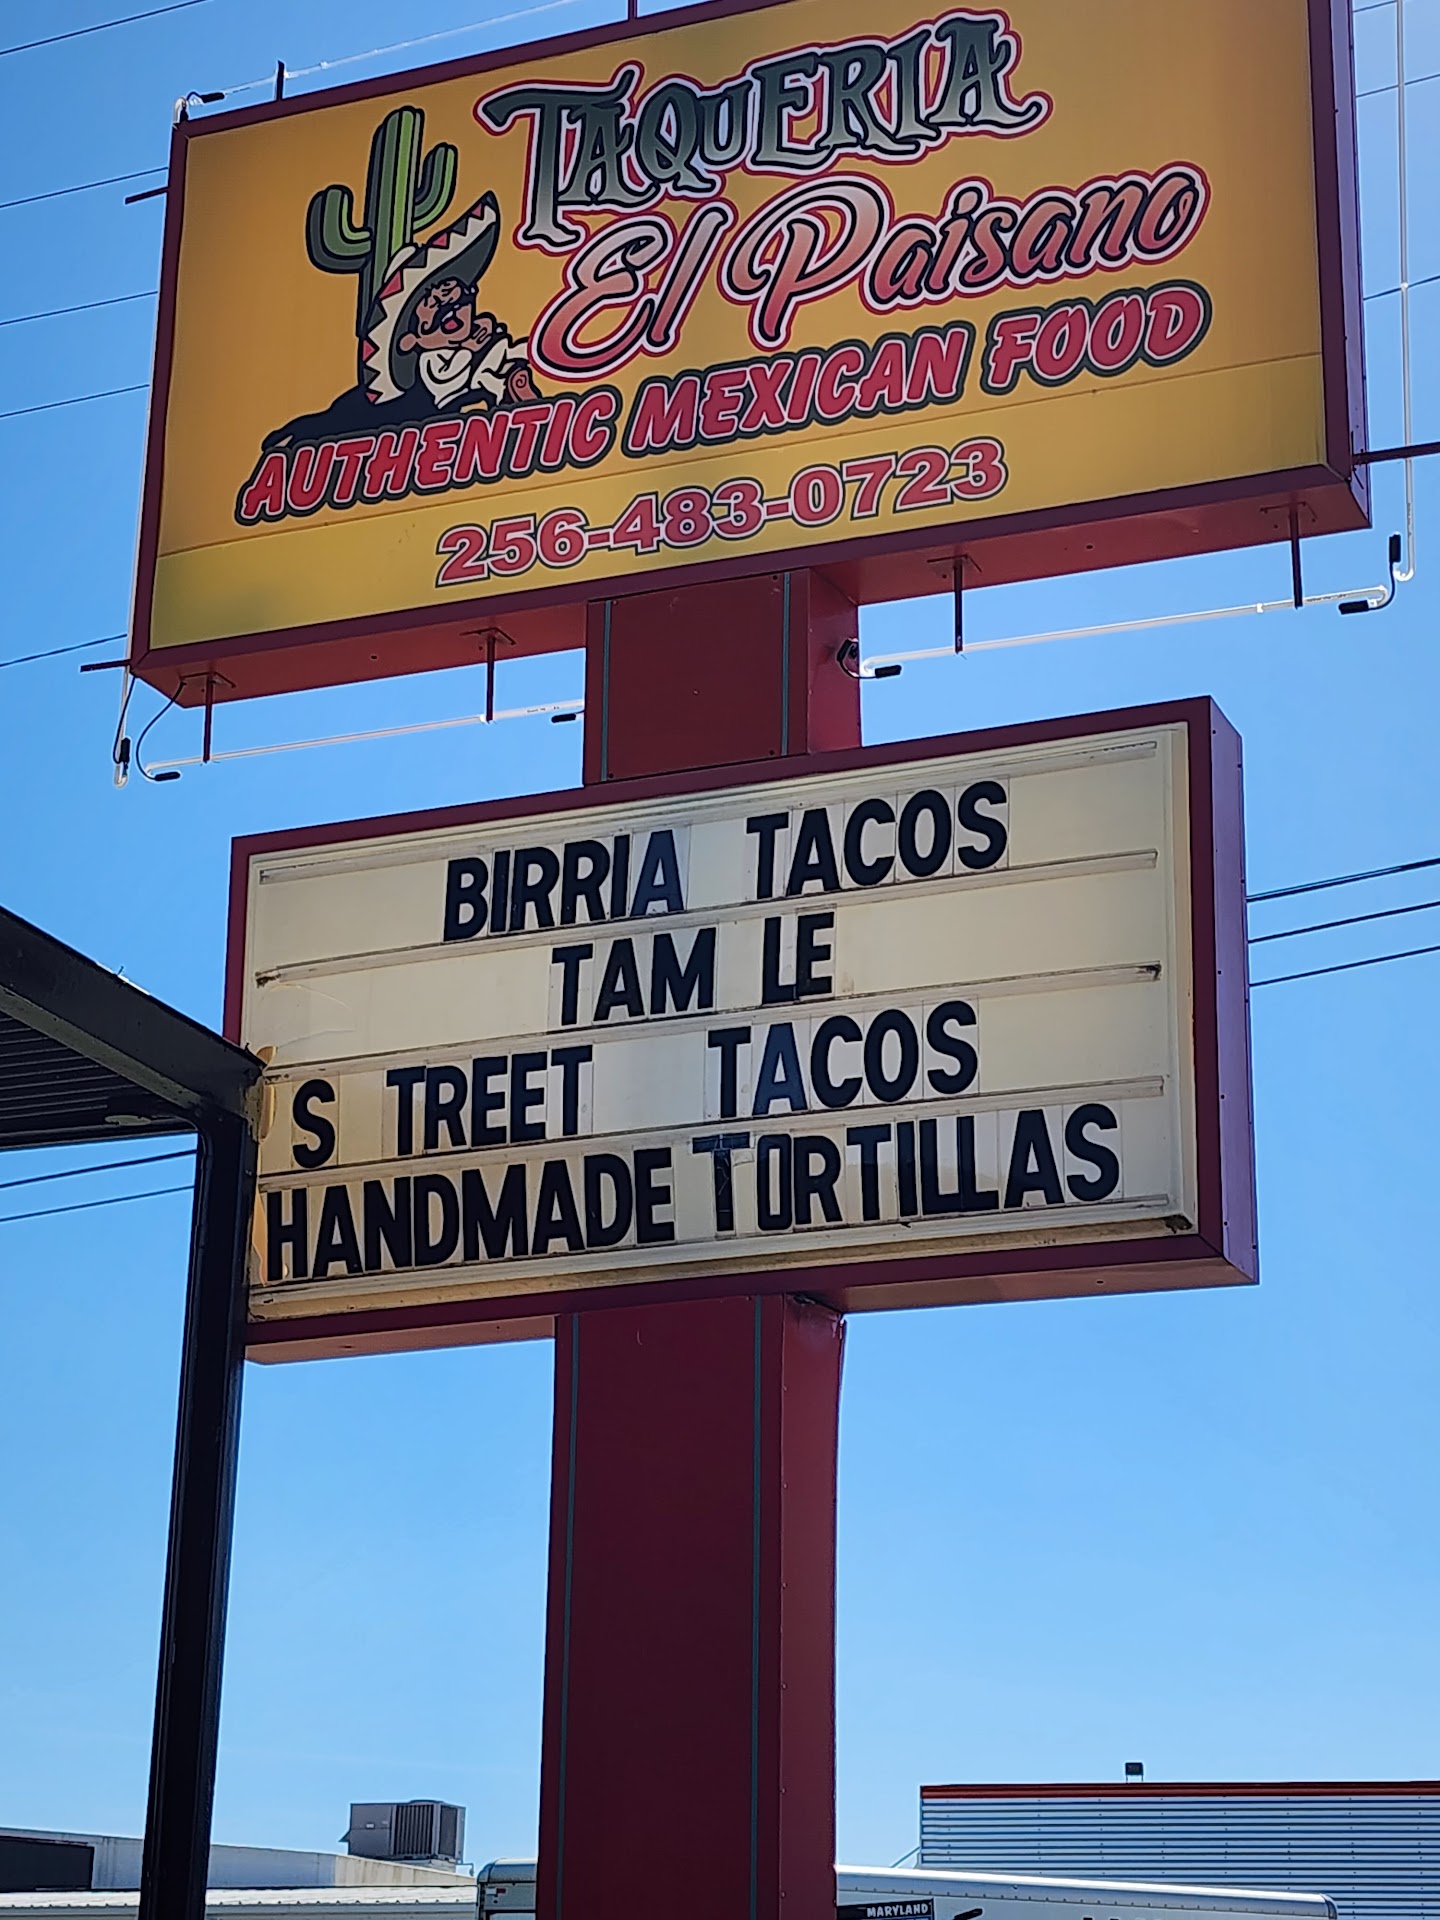 TAQUERIA
El Paisano
AUTHENTIC MEXICAN FOOD
256-483-0723
BIRRIA TACOS
TAM LE
S TREET TACOS
HANDMADE TORTILLAS
MARYLAND